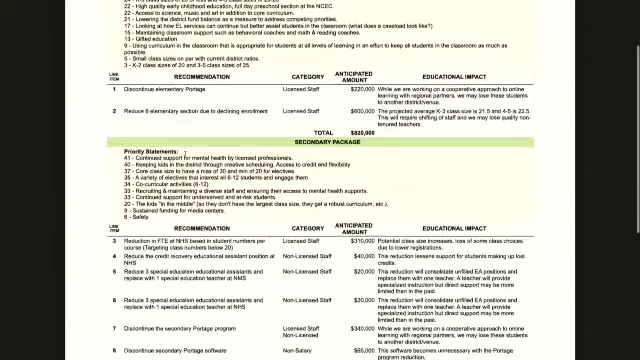 22 - High quality early childhood education, full day preschool section at the NCEC.
22 - Access to science, music and art in addition to core curriculum.
21 - Lowering the district fund balance as a measure to address competing priorities.
17 - Looking at how EL services can continue but better assist students in the classroom (what does a caseload look like?)
15 - Maintaining classroom support such as behavioral coaches and math & reading coaches.
13 - Gifted education
9 - Using curriculum in the classroom that is appropriate for students at all levels of learning in an effort to keep all students in the classroom as much as
possible.
5 - Small class sizes on par with current district ratios.
3 - K-2 class sizes of 20 and 3-5 class sizes of 25.
LINE ITEM RECOMMENDATION CATEGORY ANTICIPATED AMOUNT EDUCATIONAL IMPACT
1 Discontinue elementary Portage Licensed Staff $220,000 While we are working on a cooperative approach to online
learning with regional partners, we may lose these students
to another district/venue.
2 Reduce 6 elementary section due to declining enrollment Licensed Staff $600,000 The projected average K-3 class size is 21.5 and 4-5 is 22.5.
This will require shifting of staff and we may lose quality non-
tenured teachers.
TOTAL $820,000
SECONDARY PACKAGE
Priority Statements:
41 - Continued support for mental health by licensed professionals.
40 - Keeping kids in the district through creative scheduling. Access to credit and flexibility
37 - Core class size to have a max of 30 and min of 20 for electives.
35 - A variety of electives that interest all 6-12 students and engage them.
34 - Co-curricular activities (6-12).
33 - Recruiting & maintaining a diverse staff and ensuring their access to mental health supports.
33 - Continued support for underserved and at-risk students.
20 - The kids "in the middle" (so they don't have the largest class size, they get a robust curriculum, etc.).
9 - Sustained funding for media centers.
6 - Safety.
LINE ITEM RECOMMENDATION CATEGORY ANTICIPATED AMOUNT EDUCATIONAL IMPACT
3 Reduction in FTE at NHS based in student numbers per Licensed Staff $310,000 Potential class size increases, loss of some class choices
course (Targeting class numbers below 20) due to lower registrations.
4 Reduce the credit recovery educational assistant position at Non-Licensed Staff $40,000 This reduction lessens support for students making up lost
NHS credits.
5 Reduce 3 special education educational assistants and Non-Licensed Staff $20,000 This reduction will consolidate unfilled EA positions and
replace with 1 special education teacher at NMS replace them with one teacher. A teacher will provide
specialized instruction but direct support may be more
limited than in the past.
6 Reduce 3 special education educational assistants and Non-Licensed Staff $20,000 This reduction will consolidate unfilled EA positions and
replace with 1 special education teacher at NHS replace them with one teacher. A teacher will provide
specialized instruction but direct support may be more
limited than in the past.
7 Discontinue the secondary Portage program Licensed Staff $340,000 While we are working on a cooperative approach to online
Non-Licensed learning with regional partners, we may lose these students
to another district/venue.
8 Discontinue secondary Portage software Non-Salary $65,000 This software becomes unnecessary with the Portage
program reduction.